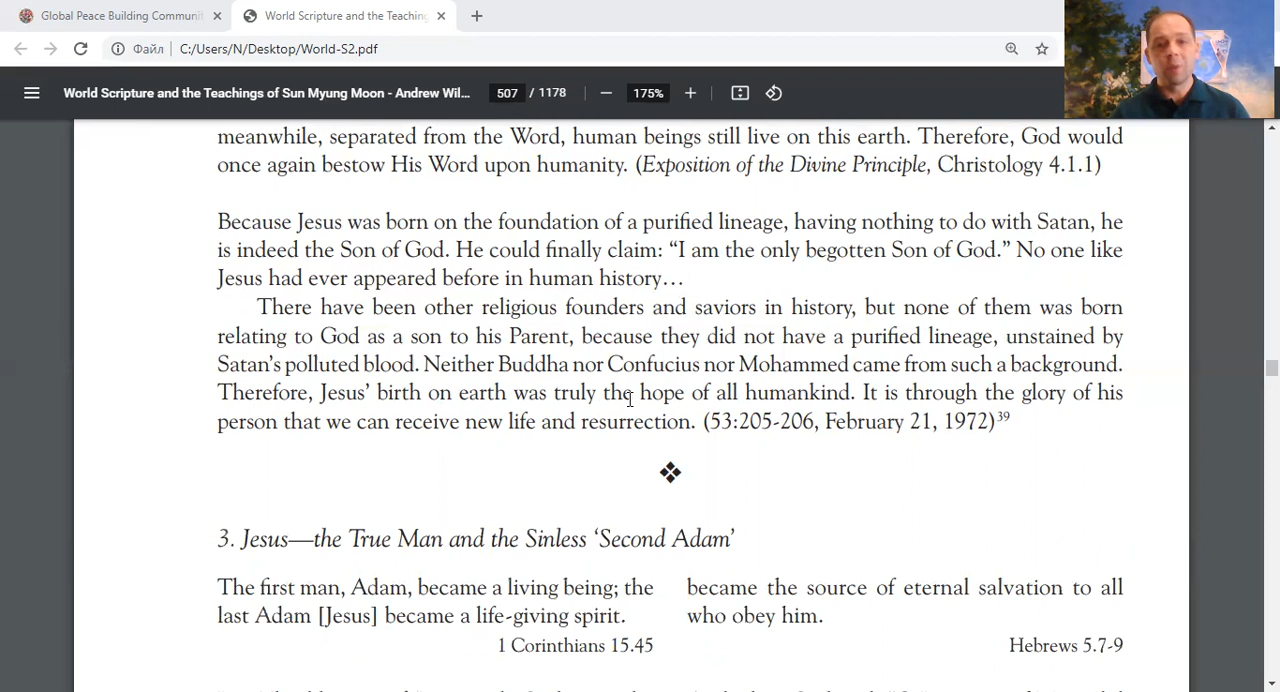 Global Peace Building Communit
World Scripture and the Teaching
Файл
C:/Users/N/Desktop/World-S2.pdf
World Scripture and the Teachings of Sun Myung Moon - Andrew Wil...
507 / 1178
175%
meanwhile, separated from the Word, human beings still live on this earth. Therefore, God would
once again bestow His Word upon humanity. (Exposition of the Divine Principle, Christology 4.1.1)
Because Jesus was born on the foundation of a purified lineage, having nothing to do with Satan, he
is indeed the Son of God. He could finally claim: “I am the only begotten Son of God.” No one like
Jesus had ever appeared before in human history…
There have been other religious founders and saviors in history, but none of them was born
relating to God as a son to his Parent, because they did not have a purified lineage, unstained by
Satan’s polluted blood. Neither Buddha nor Confucius nor Mohammed came from such a background.
Therefore, Jesus’ birth on earth was truly the hope of all humankind. It is through the glory of his
person that we can receive new life and resurrection. (53:205-206, February 21, 1972)39
3. Jesus—the True Man and the Sinless ‘Second Adam’
The first man, Adam, became a living being; the
last Adam [Jesus] became a life-giving spirit.
1 Corinthians 15.45
became the source of eternal salvation to all
who obey him.
Hebrews 5.7-9